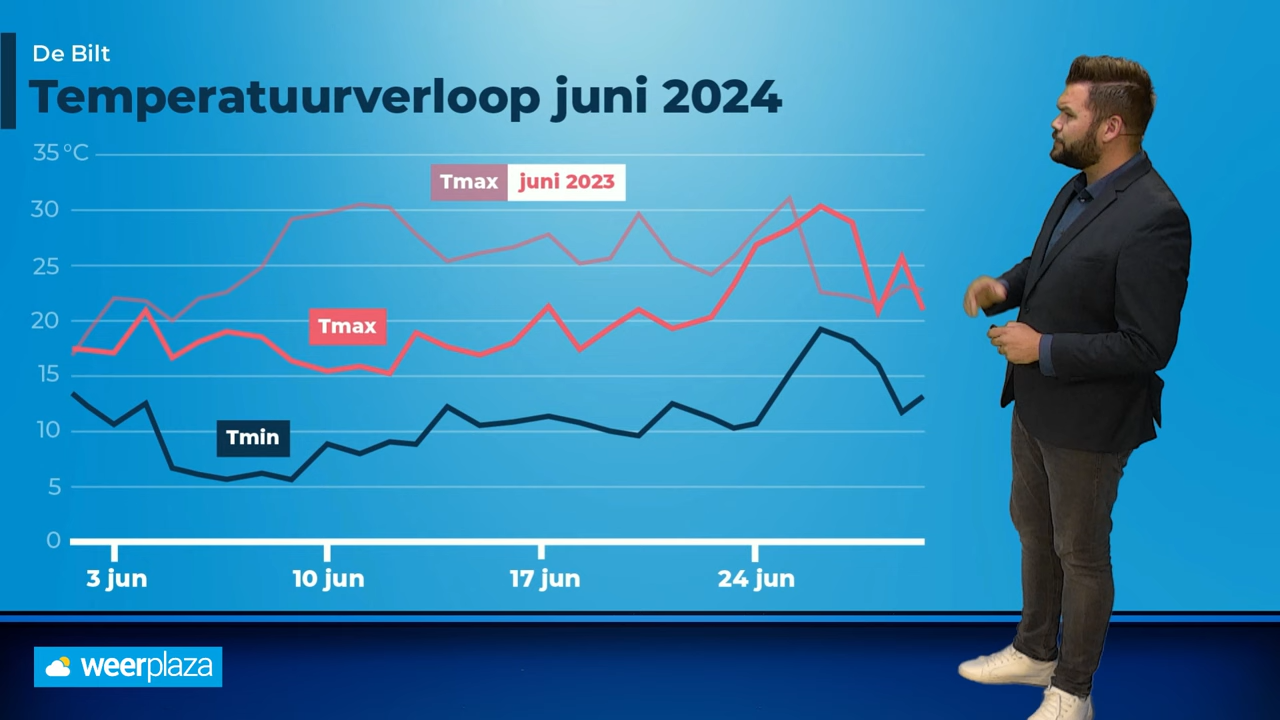 De Bilt
Temperatuurverloop juni 2024
35 °C
Tmax juni 2023
30
25
20
Tmax
15
10
Tmin
5
0
3 jun 10 jun 17 jun 24 jun
weerplaza